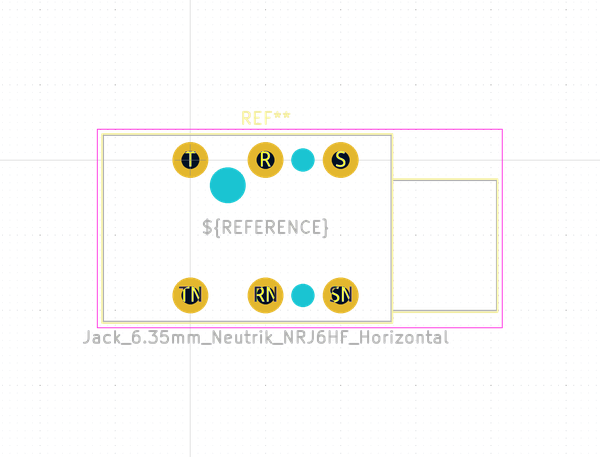 REF**
T R S
${REFERENCE}
TN RN SN
Jack_6.35mm_Neutrik_NRJ6HF_Horizontal